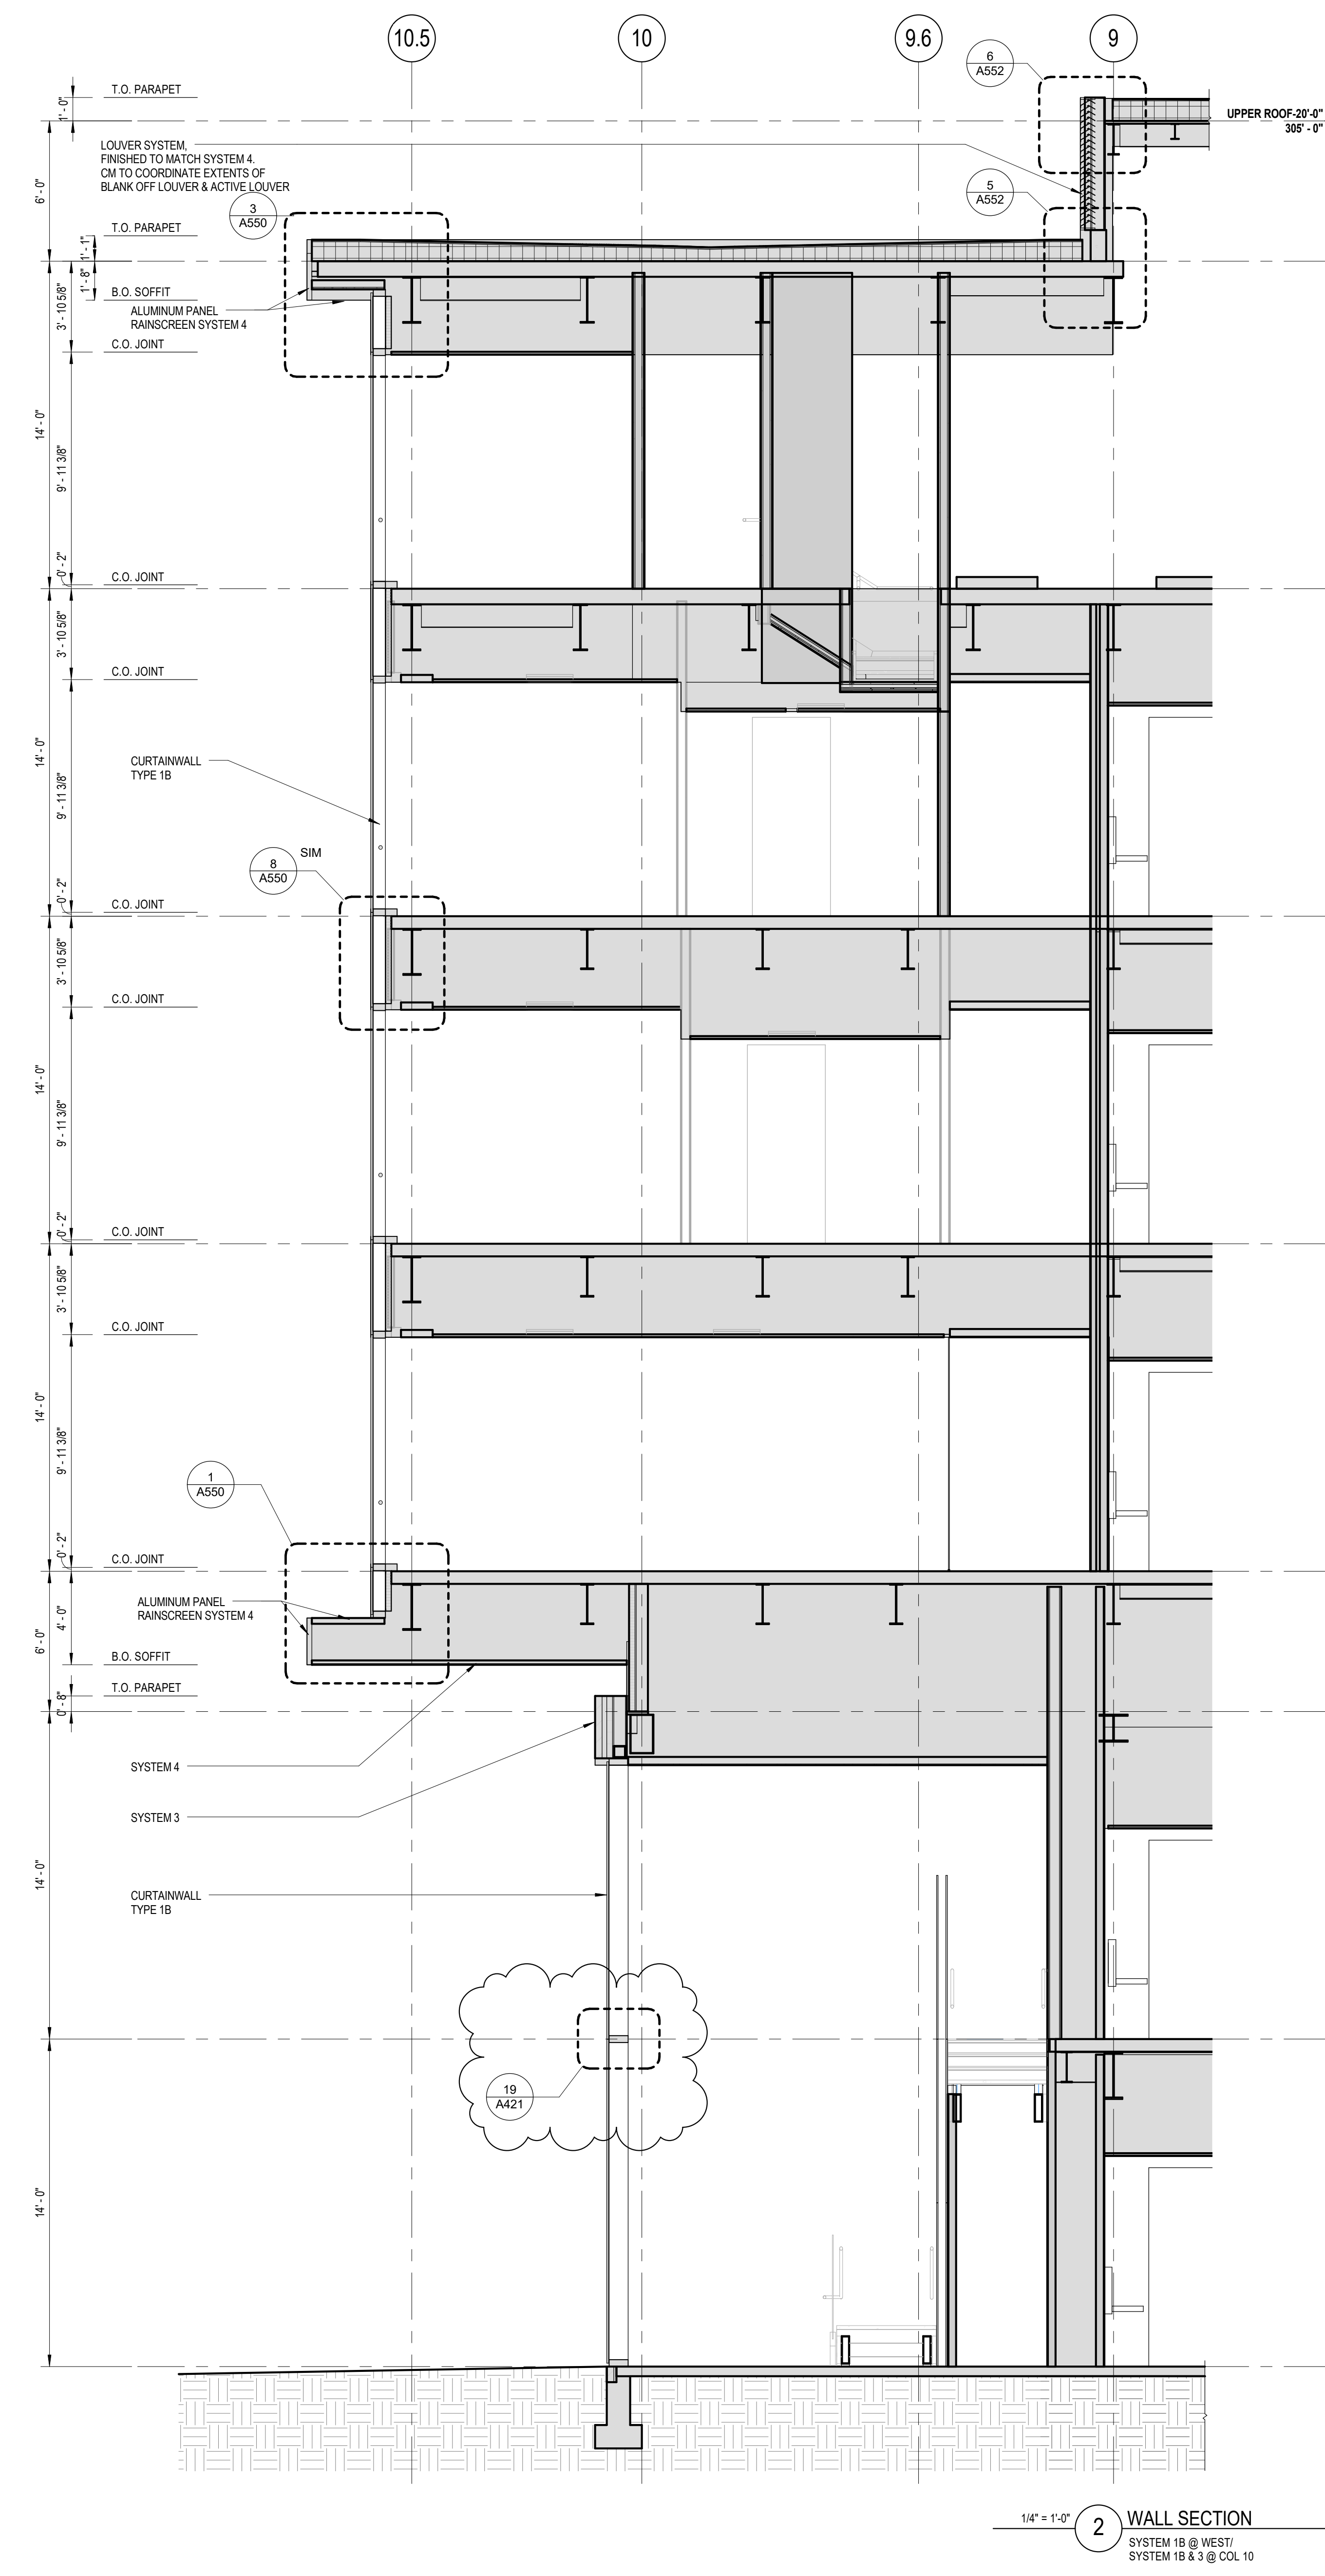 10.5
10
9.6
9
6
A552
T.O. PARAPET
1' - 0"
UPPER ROOF-20'-0"
305' - 0"
LOUVER SYSTEM,
FINISHED TO MATCH SYSTEM 4.
CM TO COORDINATE EXTENTS OF
BLANK OFF LOUVER & ACTIVE LOUVER
6' - 0"
5
A552
3
A550
T.O. PARAPET
1' - 1"
1' - 8"
B.O. SOFFIT
ALUMINUM PANEL
RAINSCREEN SYSTEM 4
3' - 10 5/8"
C.O. JOINT
14' - 0"
9' - 11 3/8"
0' - 2"
C.O. JOINT
3' - 10 5/8"
C.O. JOINT
14' - 0"
CURTAINWALL
TYPE 1B
9' - 11 3/8"
8
A550
SIM
0' - 2"
C.O. JOINT
3' - 10 5/8"
C.O. JOINT
14' - 0"
9' - 11 3/8"
0' - 2"
C.O. JOINT
3' - 10 5/8"
C.O. JOINT
14' - 0"
9' - 11 3/8"
1
A550
0' - 2"
C.O. JOINT
ALUMINUM PANEL
RAINSCREEN SYSTEM 4
4' - 0"
6' - 0"
B.O. SOFFIT
T.O. PARAPET
0' - 8"
SYSTEM 4
SYSTEM 3
14' - 0"
CURTAINWALL
TYPE 1B
19
A421
14' - 0"
1/4" = 1'-0"
2
WALL SECTION
SYSTEM 1B @ WEST/
SYSTEM 1B & 3 @ COL 10